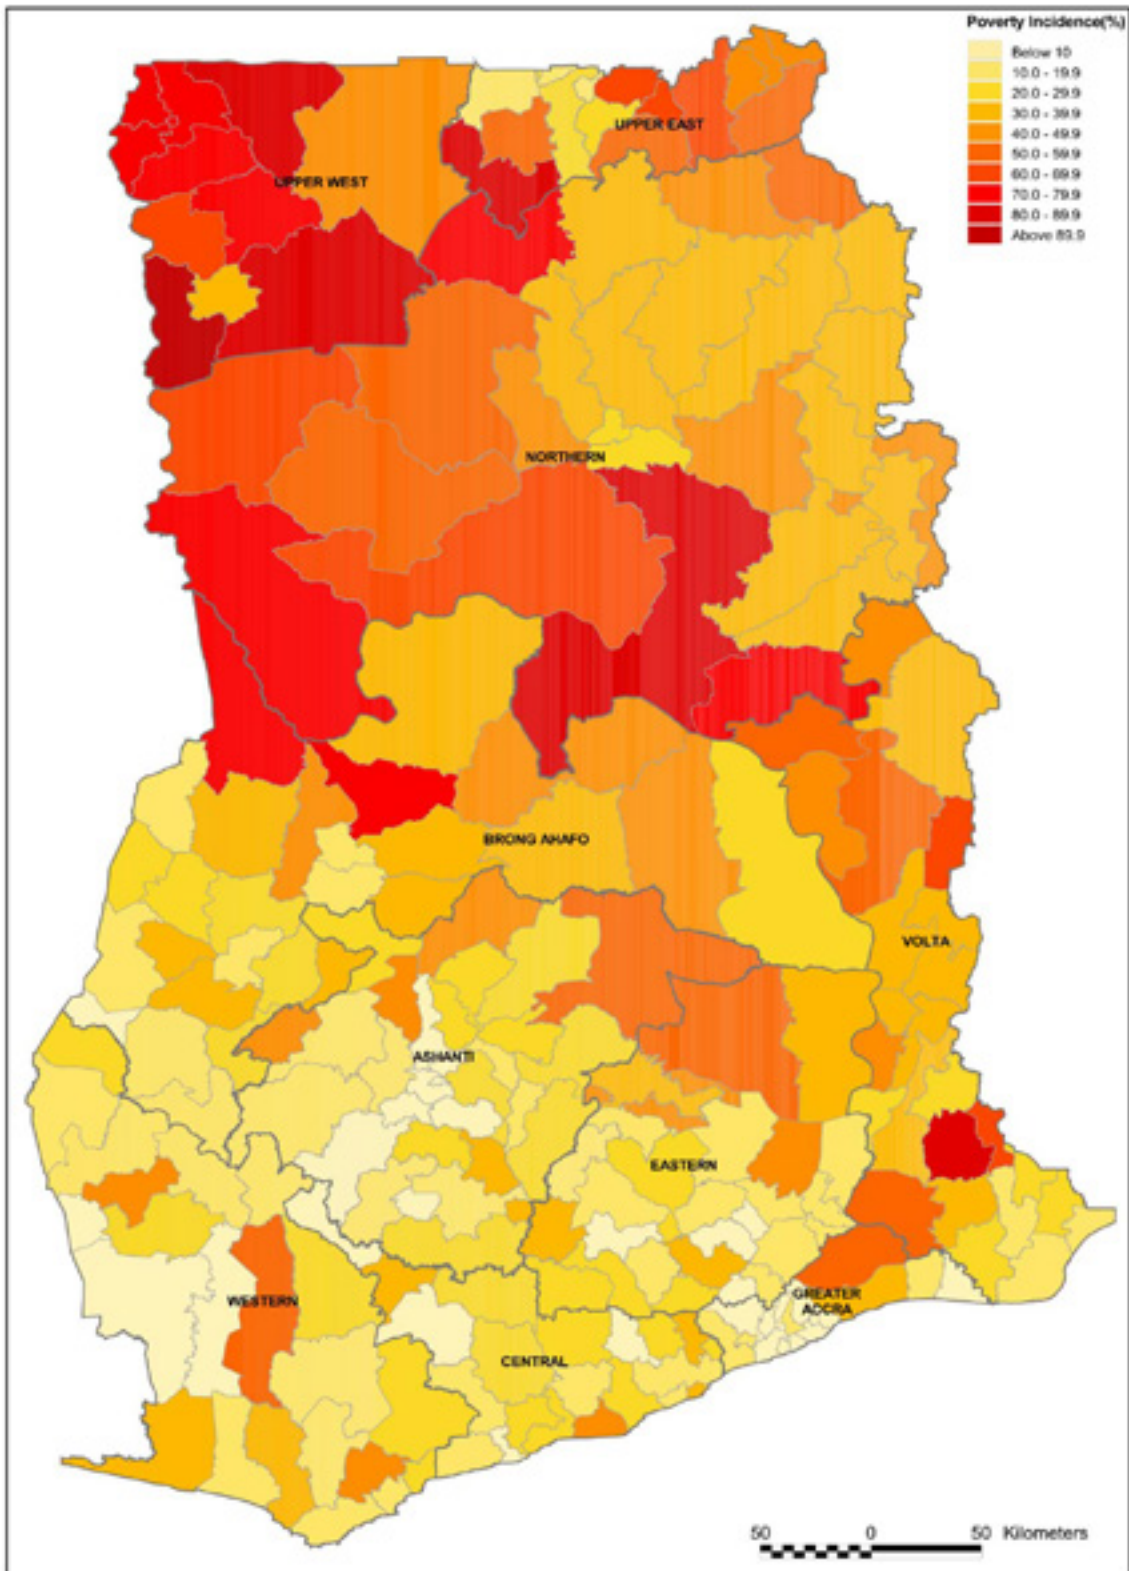 Poverty Incidence(%)
Below 10
10.0 - 19.9
20.0 - 29.9
30.0 - 39.9
40.0 - 49.9
50.0 - 59.9
60.0 - 69.9
70.0 - 79.9
80.0 - 89.9
Above 89.9
UPPER EAST
UPPER WEST
NORTHERN
BRONG AHAFO
VOLTA
ASHANTI
EASTERN
WESTERN
GREATER
ACCRA
CENTRAL
50 0 50 Kilometers